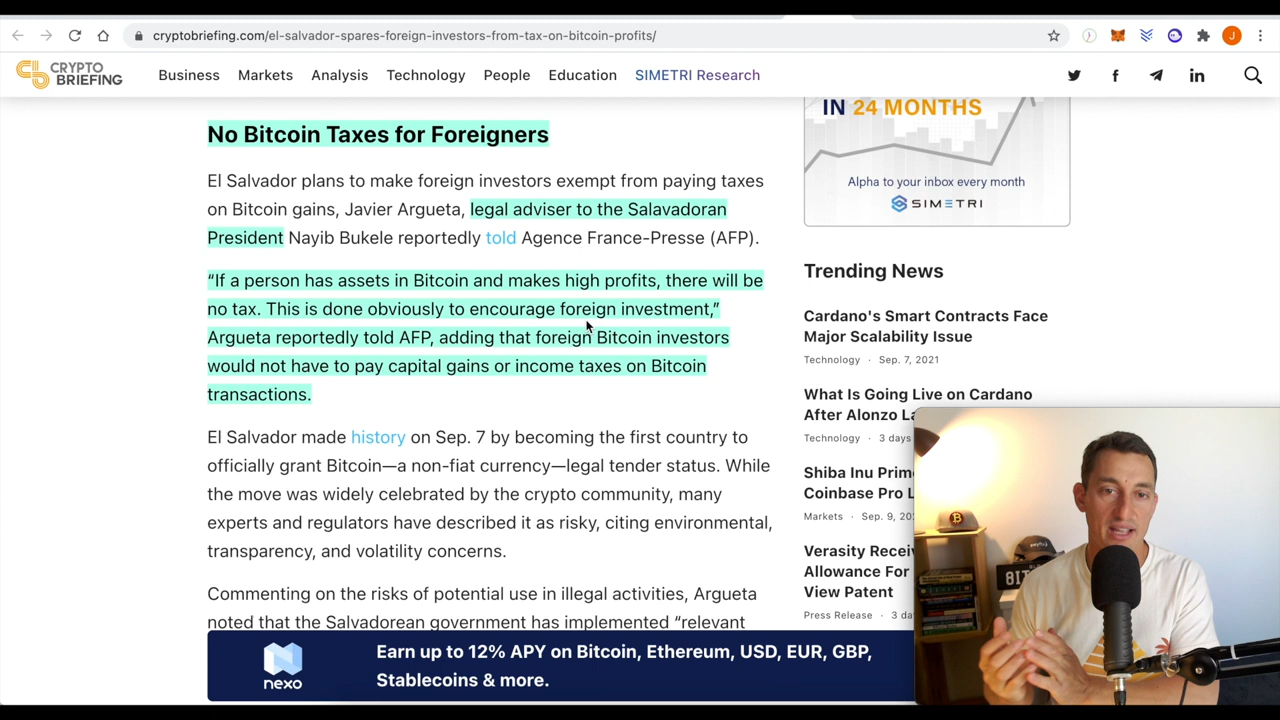 cryptobriefing.com/el-salvador-spares-foreign-investors-from-tax-on-bitcoin-profits/
J
CRYPTO
BRIEFING
Business Markets Analysis Technology People Education SIMETRI Research
No Bitcoin Taxes for Foreigners
El Salvador plans to make foreign investors exempt from paying taxes
on Bitcoin gains, Javier Argueta, legal adviser to the Salavadoran
President Nayib Bukele reportedly told Agence France-Presse (AFP).
“If a person has assets in Bitcoin and makes high profits, there will be
no tax. This is done obviously to encourage foreign investment,”
Argueta reportedly told AFP, adding that foreign Bitcoin investors
would not have to pay capital gains or income taxes on Bitcoin
transactions.
El Salvador made history on Sep. 7 by becoming the first country to
officially grant Bitcoin—a non-fiat currency—legal tender status. While
the move was widely celebrated by the crypto community, many
experts and regulators have described it as risky, citing environmental,
transparency, and volatility concerns.
Commenting on the risks of potential use in illegal activities, Argueta
noted that the Salvadorean government has implemented “relevant
IN 24 MONTHS
Alpha to your inbox every month
SIMETRI
Trending News
Cardano's Smart Contracts Face
Major Scalability Issue
Technology · Sep. 7, 2021
What Is Going Live on Cardano
After Alonzo
Technology · 3 days
Shiba Inu
Coinbase Pro
Markets · Sep. 9,
Verasity
Allowance For
View Patent
Press Release · 3
nexo
Earn up to 12% APY on Bitcoin, Ethereum, USD, EUR, GBP,
Stablecoins & more.